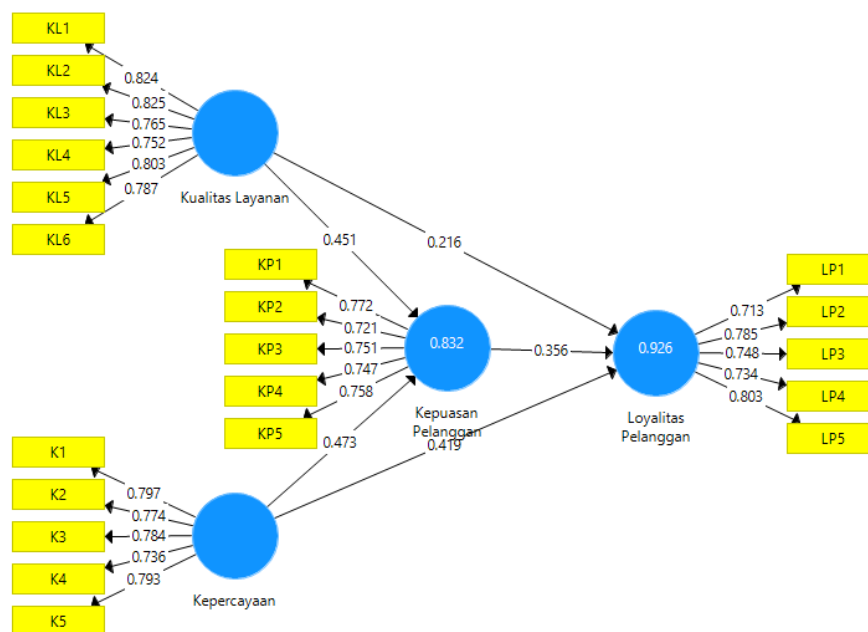 KL1
0.824
KL2
0.825
KL3
0.765
KL4
0.752
KL5
0.803
KL6
0.787
Kualitas Layanan
0.451
0.216
KP1
0.772
KP2
0.721
KP3
0.751
KP4
0.747
KP5
0.758
0.832
Kepuasan
Pelanggan
0.356
0.926
Loyalitas
Pelanggan
LP1
0.713
LP2
0.785
LP3
0.748
LP4
0.734
LP5
0.803
0.473
0.419
K1
0.797
K2
0.774
K3
0.784
K4
0.736
K5
0.793
Kepercayaan